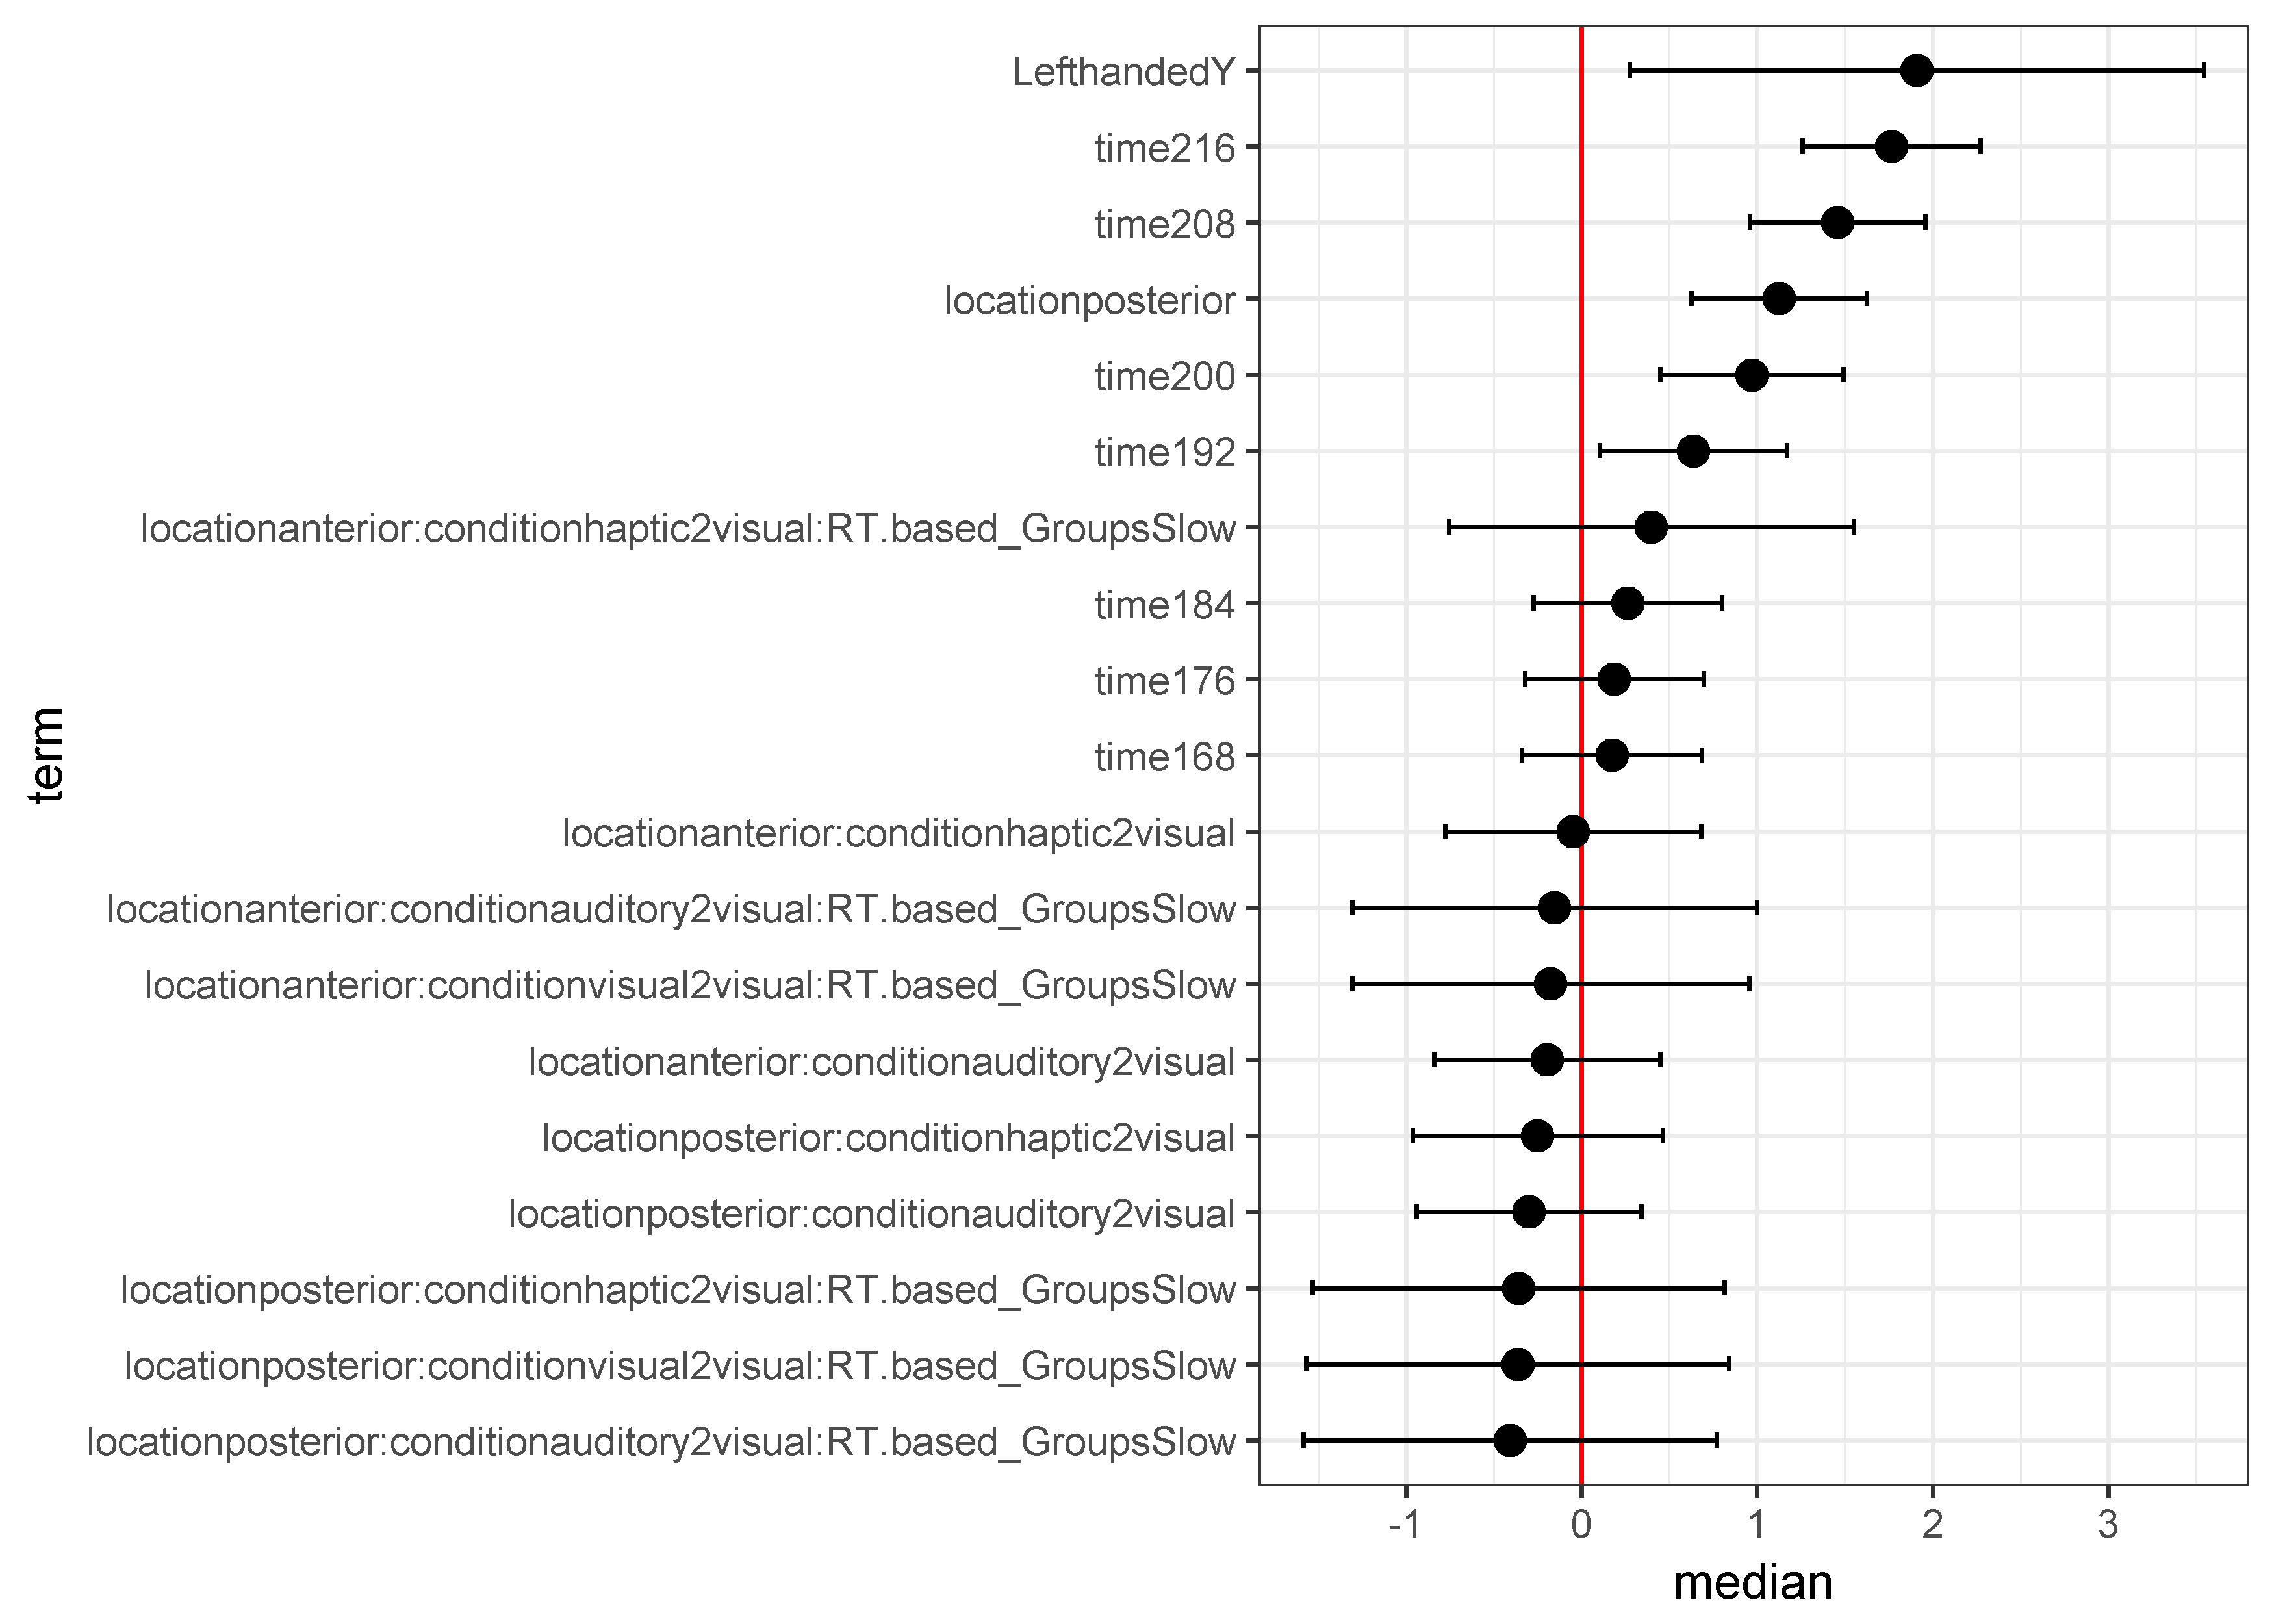 LefthandedY
time216
time208
locationposterior
time200
time192
locationanterior:conditionhaptic2visual:RT.based_GroupsSlow
time184
time176
time168
locationanterior:conditionhaptic2visual
locationanterior:conditionauditory2visual:RT.based_GroupsSlow
locationanterior:conditionvisual2visual:RT.based_GroupsSlow
locationanterior:conditionauditory2visual
locationposterior:conditionhaptic2visual
locationposterior:conditionauditory2visual
locationposterior:conditionhaptic2visual:RT.based_GroupsSlow
locationposterior:conditionvisual2visual:RT.based_GroupsSlow
locationposterior:conditionauditory2visual:RT.based_GroupsSlow
term
-1 0 1 2 3
median